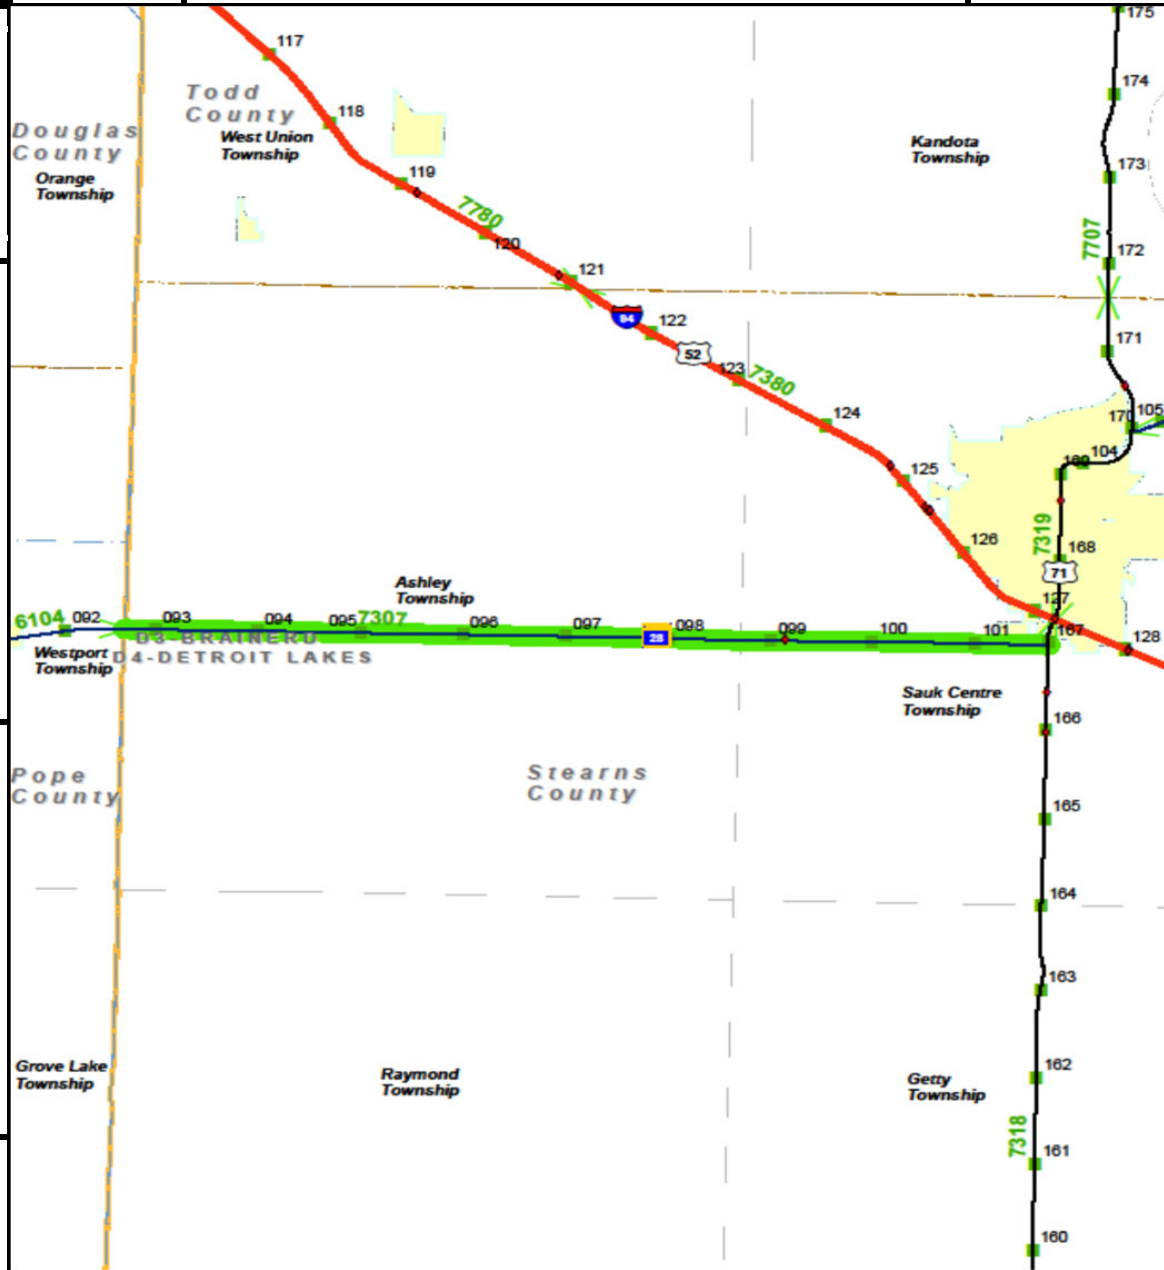 175
117
174
Todd
County
118
Douglas
County
West Union
Township
Kandota
Township
173
Orange
Township
119
7780
120
7707
172
121
94
122
171
52
123
7380
124
170
105
104
169
125
7319
126
168
71
Ashley
Township
127
6104
092
093
094
095
7307
096
097
098
099
100
101
167
128
28
D3-BRAINERD
D4-DETROIT LAKES
Westport
Township
Sauk Centre
Township
166
Pope
County
Stearns
County
165
164
163
162
Grove Lake
Township
Raymond
Township
Getty
Township
7318
161
160